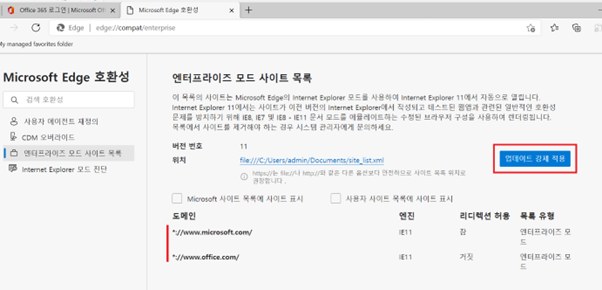 Office 365 로그인 | Microsoft Of
Microsoft Edge 호환성
Edge | edge://compat/enterprise
My managed favorites folder
Microsoft Edge 호환성
검색 호환성
사용자 에이전트 재정의
CDM 오버라이드
엔터프라이즈 모드 사이트 목록
Internet Explorer 모드 진단
엔터프라이즈 모드 사이트 목록
이 목록의 사이트는 Microsoft Edge의 Internet Explorer 모드를 사용하여 Internet Explorer 11에서 자동으로 열립니다.
Internet Explorer 11에서는 사이트가 이전 버전의 Internet Explorer에서 작성되고 테스트된 웹앱과 관련된 일반적인 호환성
문제를 방지하기 위해 IE8, IE7 및 IE8 - IE11 문서 모드를 에뮬레이트하는 수정된 브라우저 구성을 사용하여 렌더링됩니다.
목록에서 사이트를 제거해야 하는 경우 시스템 관리자에게 문의하세요.
버전 번호 11
위치 file:///C:/Users/admin/Documents/site_list.xml
업데이트 강제 적용
https://는 file://나 http://와 같은 다른 옵션보다 안전하므로 사이트 목록 위치로
권장합니다.
Microsoft 사이트 목록에 사이트 표시
사용자 사이트 목록에 사이트 표시
도메인 엔진 리디렉션 허용 목록 유형
*://www.microsoft.com/ IE11 참 엔터프라이즈 모
드
*://www.office.com/ IE11 거짓 엔터프라이즈 모
드